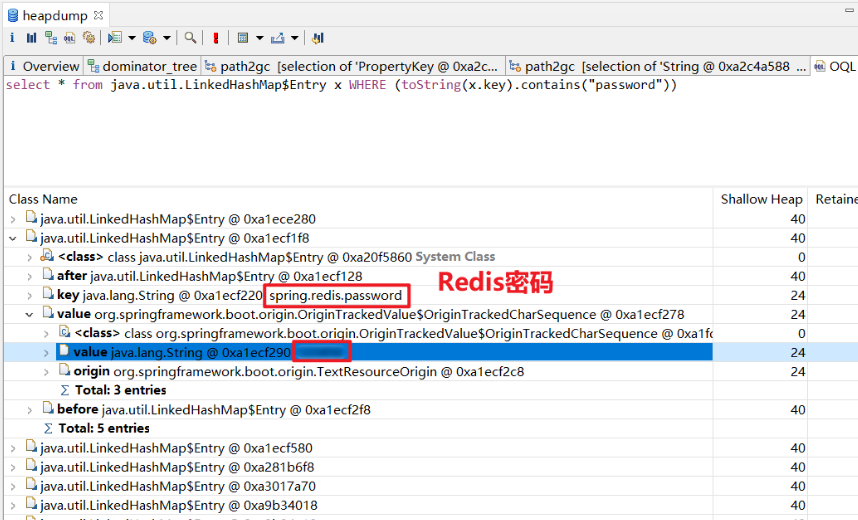 heapdump
Overview dominator_tree path2gc [selection of 'PropertyKey @ 0xa2c... path2gc [selection of 'String @ 0xa2c4a588 ... OQL
select * from java.util.LinkedHashMap$Entry x WHERE (toString(x.key).contains("password"))
Class Name Shallow Heap Retaine
java.util.LinkedHashMap$Entry @ 0xa1ece280 40
java.util.LinkedHashMap$Entry @ 0xa1ecf1f8 40
<class> class java.util.LinkedHashMap$Entry @ 0xa20f5860 System Class 0
after java.util.LinkedHashMap$Entry @ 0xa1ecf128 40
Redis密码
key java.lang.String @ 0xa1ecf220 spring.redis.password 24
value org.springframework.boot.origin.OriginTrackedValue$OriginTrackedCharSequence @ 0xa1ecf278 24
<class> class org.springframework.boot.origin.OriginTrackedValue$OriginTrackedCharSequence @ 0xa1fc 0
value java.lang.String @ 0xa1ecf290 24
origin org.springframework.boot.origin.TextResourceOrigin @ 0xa1ecf2c8 24
Σ Total: 3 entries
before java.util.LinkedHashMap$Entry @ 0xa1ecf2f8 40
Σ Total: 5 entries
java.util.LinkedHashMap$Entry @ 0xa1ecf580 40
java.util.LinkedHashMap$Entry @ 0xa281b6f8 40
java.util.LinkedHashMap$Entry @ 0xa3017a70 40
java.util.LinkedHashMap$Entry @ 0xa9b34018 40